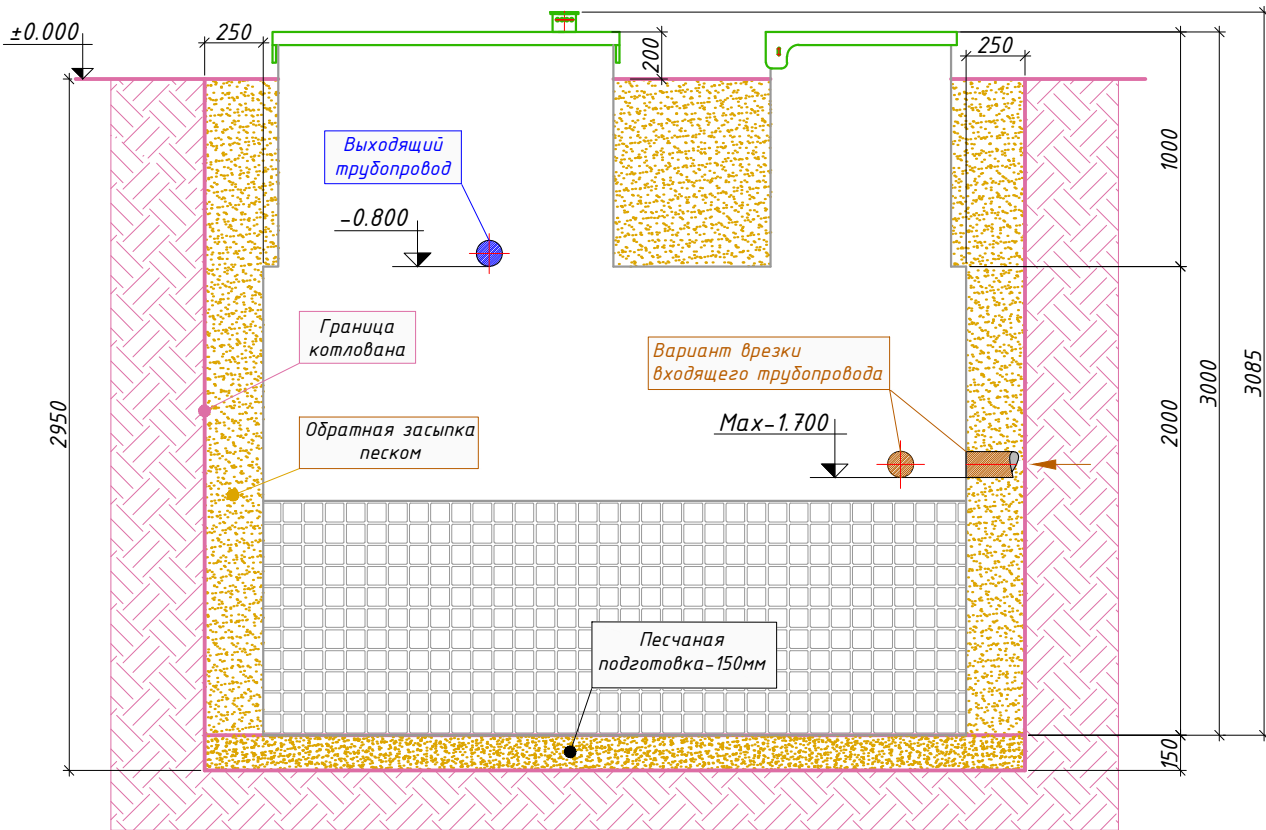 ±0.000
250
200
250
Выходящий
трубопровод
1000
-0.800
Граница
котлована
Вариант врезки
входящего трубопровода
3085
3000
2950
2000
Обратная засыпка
песком
Max-1.700
Песчаная
подготовка-150мм
150